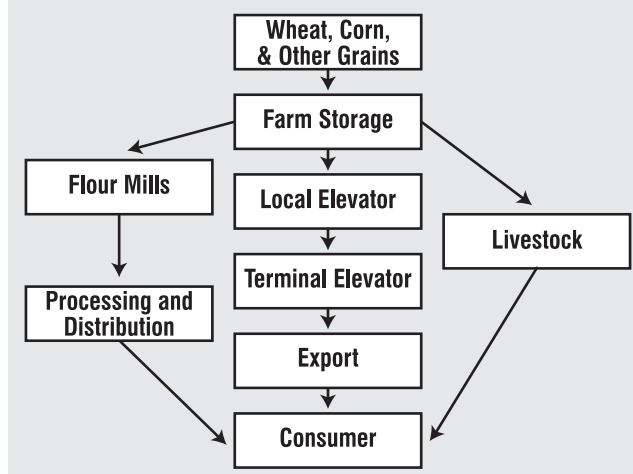 Wheat, Corn,
& Other Grains
Farm Storage
Flour Mills
Local Elevator
Livestock
Terminal Elevator
Processing and
Distribution
Export
Consumer